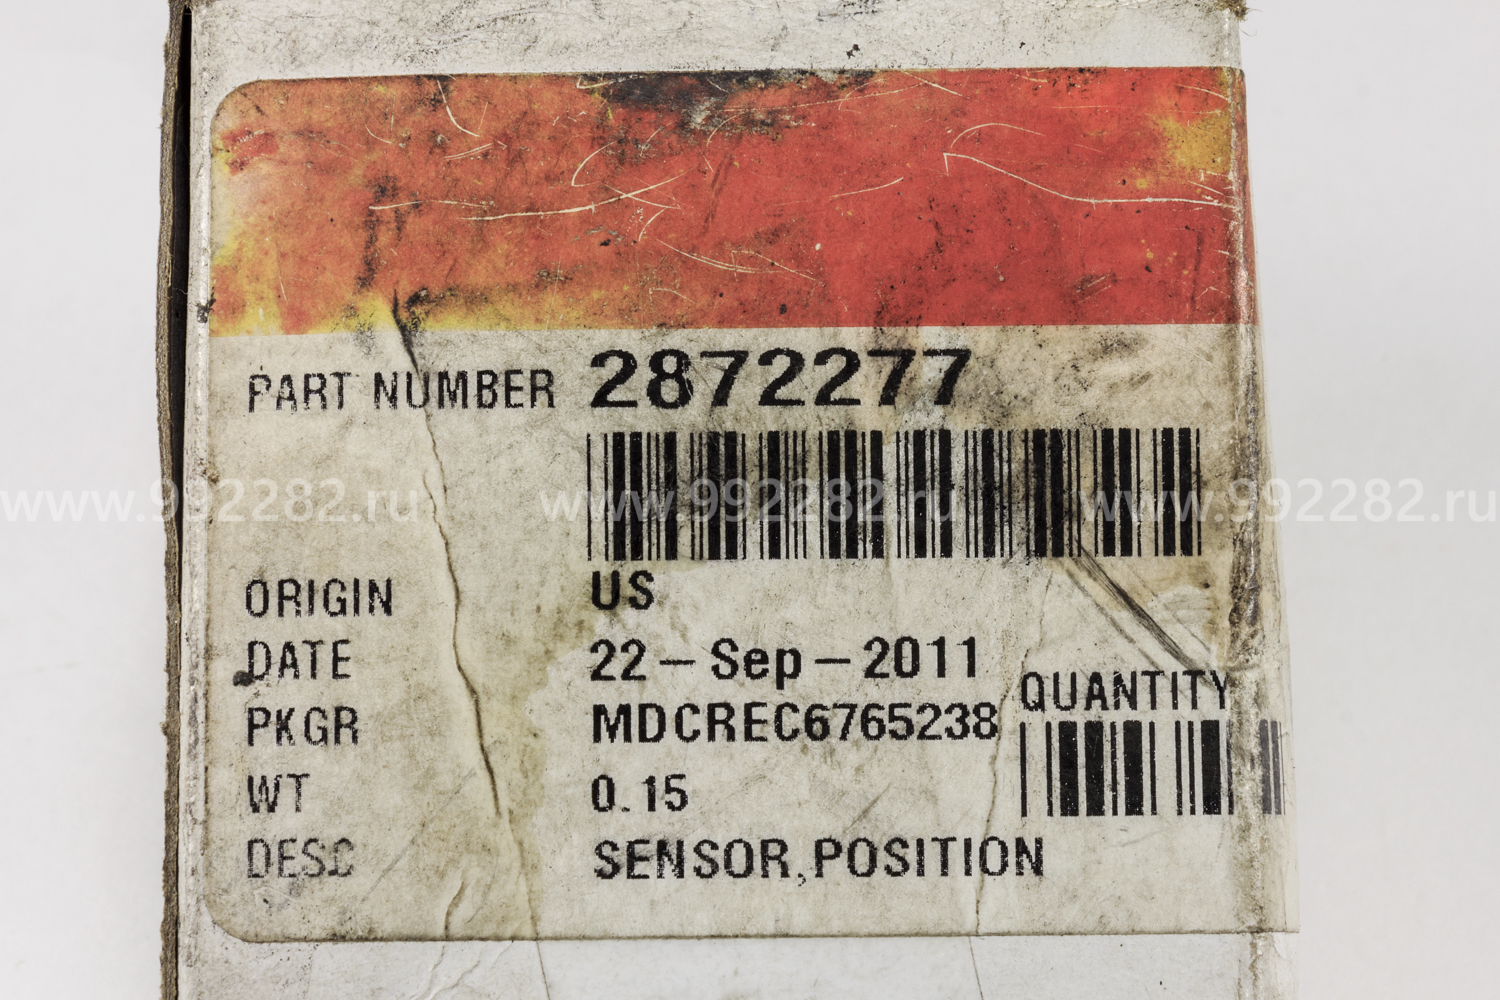 PART NUMBER 2872277
www.992282.ru www.992282.ru www.992282.ru
ORIGIN US
DATE 22-Sep-2011
PKGR MDCREC6765238 QUANTITY
WT 0.15
DESC SENSOR,POSITION